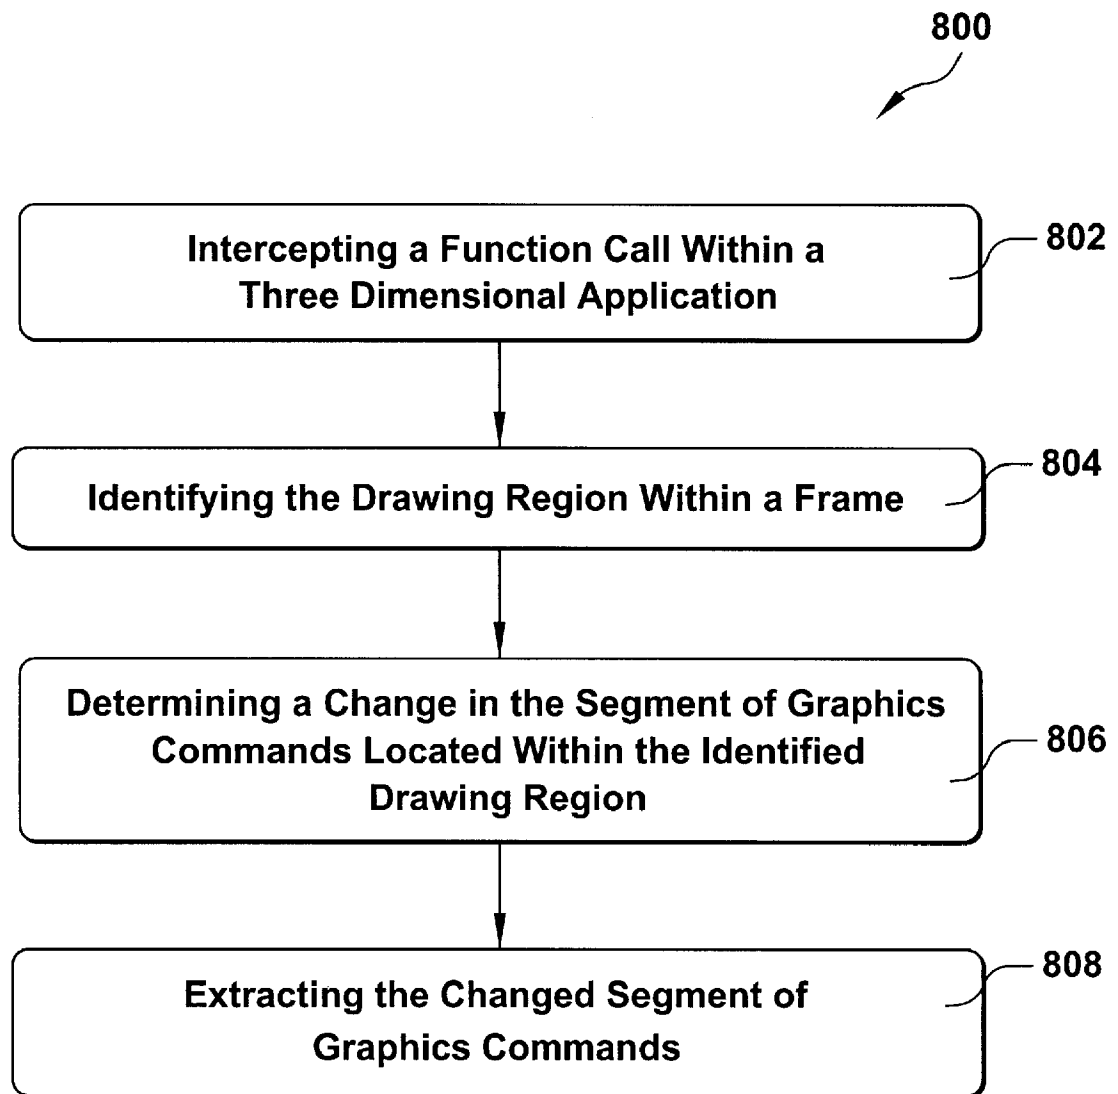 800
Intercepting a Function Call Within a
Three Dimensional Application
802
Identifying the Drawing Region Within a Frame
804
Determining a Change in the Segment of Graphics
Commands Located Within the Identified
Drawing Region
806
Extracting the Changed Segment of
Graphics Commands
808